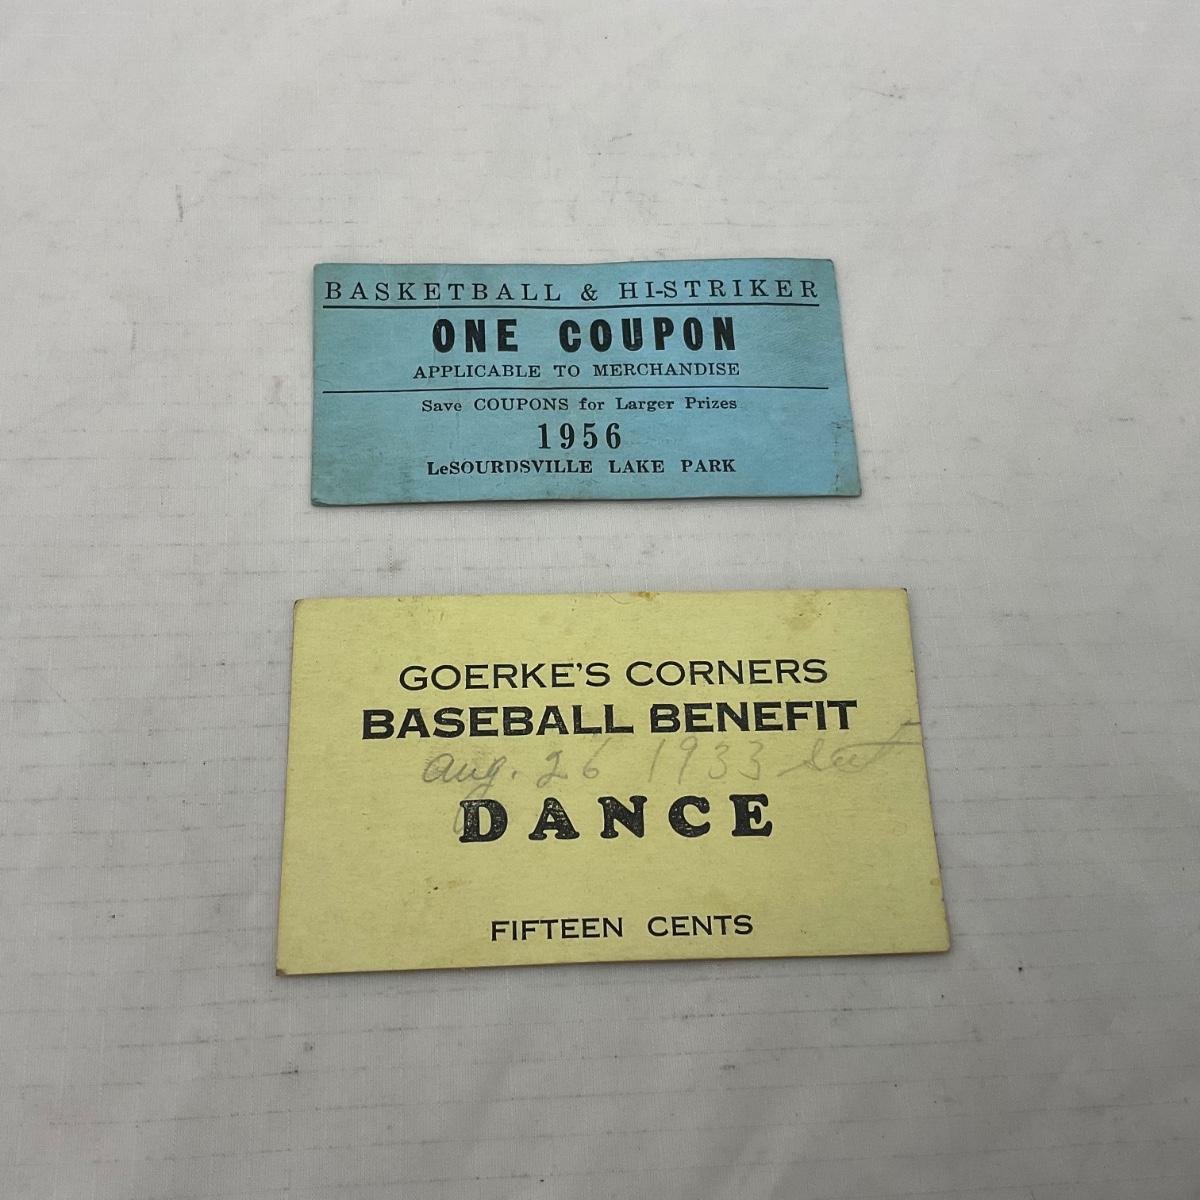 BASKETBALL & HI-STRIKER
ONE COUPON
APPLICABLE TO MERCHANDISE
Save COUPONS for Larger Prizes
1956
LeSOURDSVILLE LAKE PARK
GOERKE'S CORNERS
BASEBALL BENEFIT
Aug. 26 1933 Sat
DANCE
FIFTEEN CENTS